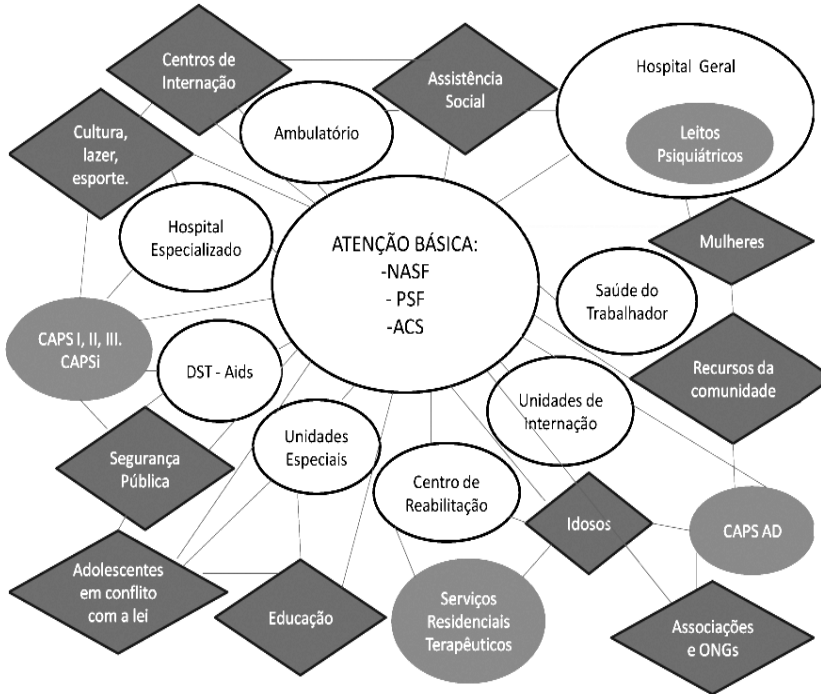 Centros de
Internação
Assistência
Social
Hospital Geral
Leitos
Psiquiátricos
Ambulatório
Cultura,
lazer,
esporte.
Hospital
Especializado
ATENÇÃO BÁSICA:
-NASF
- PSF
-ACS
Mulheres
Saúde do
Trabalhador
CAPS I, II, III.
CAPSi
DST - Aids
Recursos da
comunidade
Unidades de
Internação
Unidades
Especiais
Segurança
Pública
Centro de
Reabilitação
Idosos
CAPS AD
Adolescentes
em conflito
com a lei
Educação
Serviços
Residenciais
Terapêuticos
Associações
e ONGs